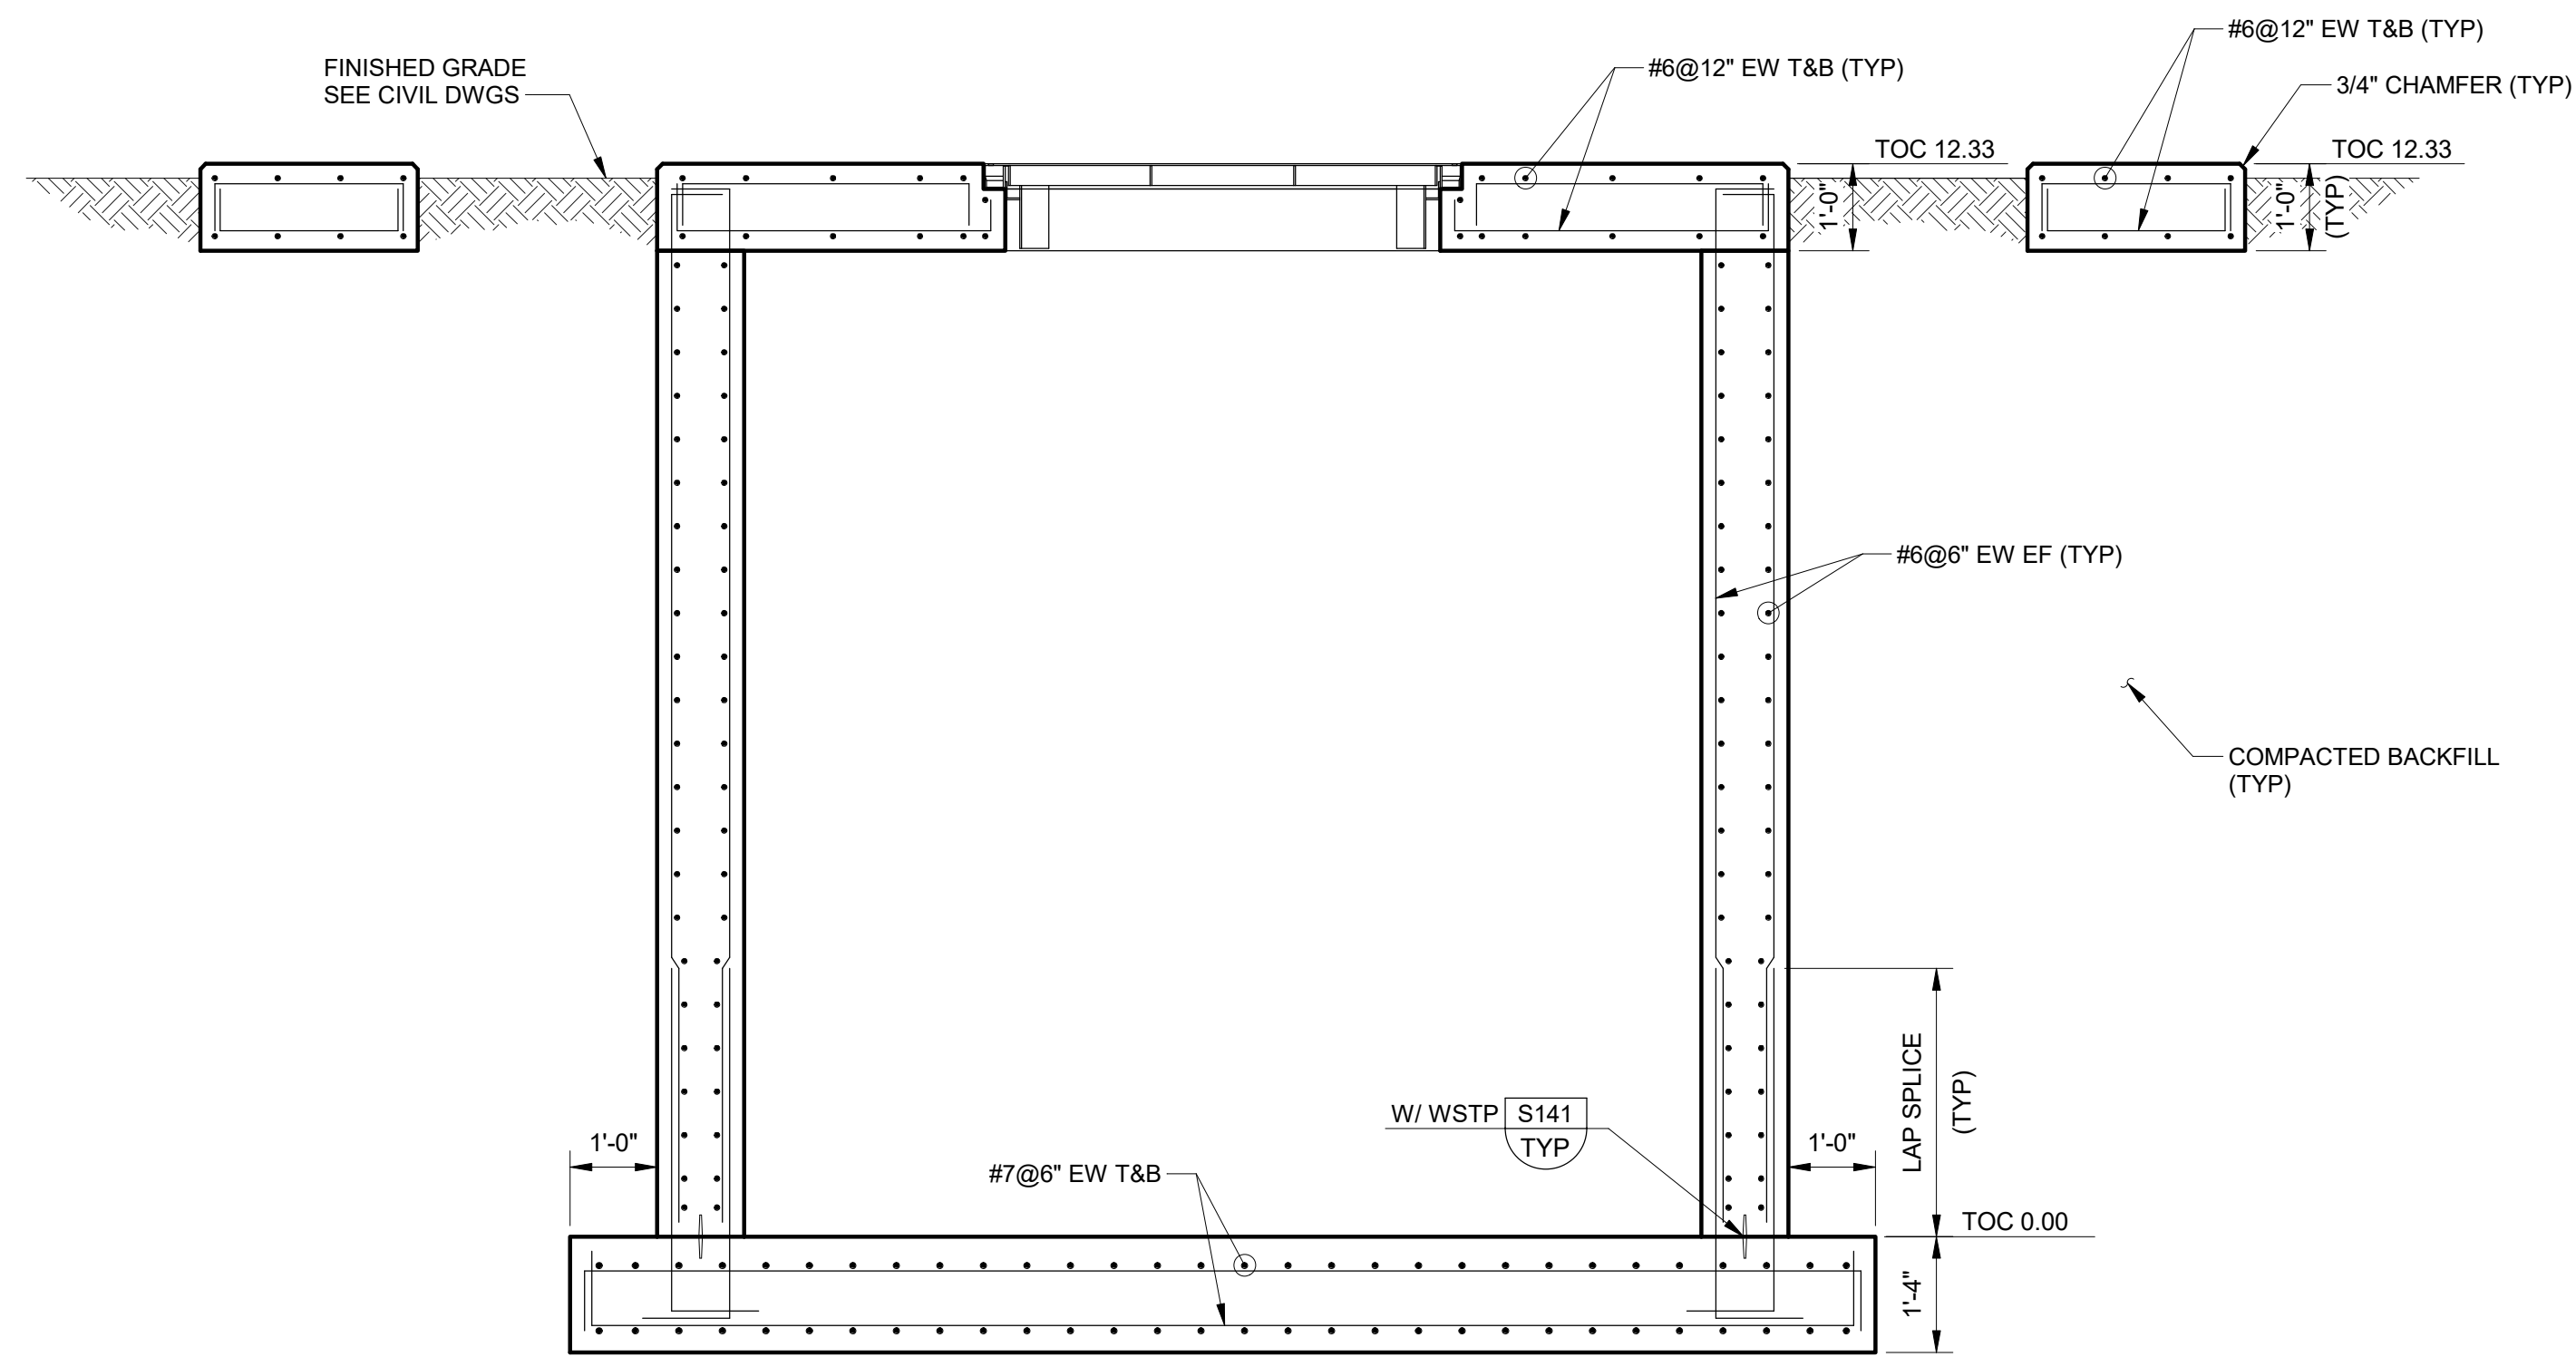 #6@12" EW T&B (TYP)
FINISHED GRADE
SEE CIVIL DWGS
#6@12" EW T&B (TYP)
3/4" CHAMFER (TYP)
TOC 12.33
TOC 12.33
1'-0"
1'-0"
(TYP)
#6@6" EW EF (TYP)
COMPACTED BACKFILL
(TYP)
LAP SPLICE
(TYP)
W/ WSTP S141
TYP
1'-0"
1'-0"
#7@6" EW T&B
TOC 0.00
1'-4"